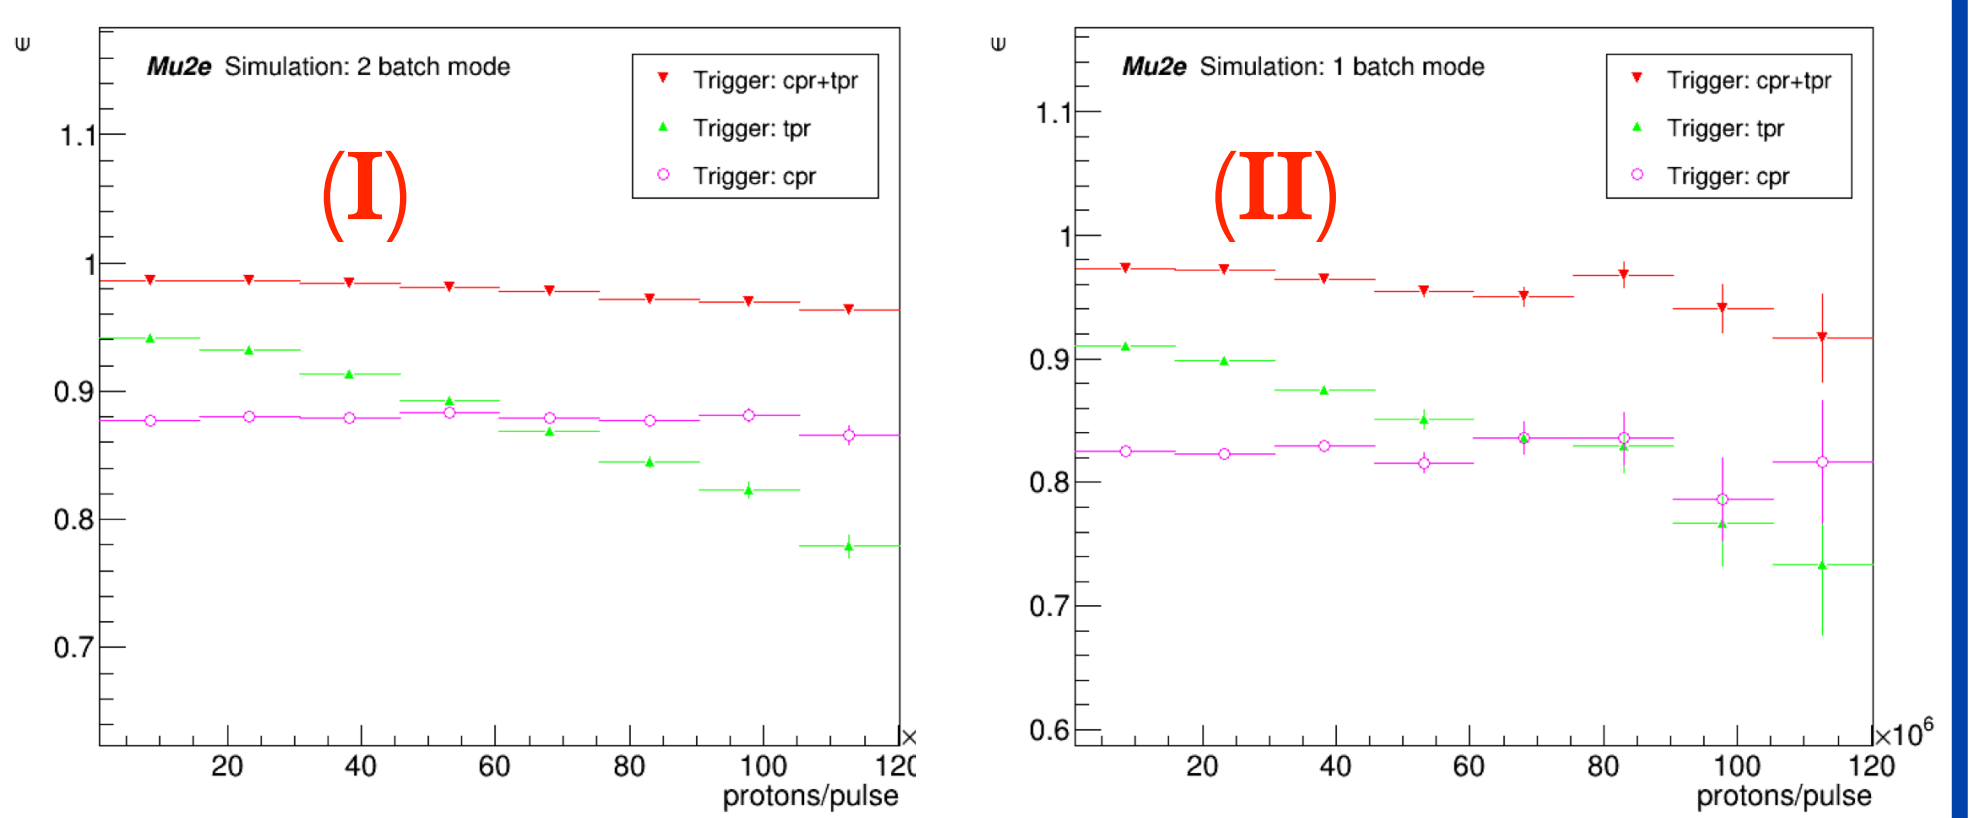 ∈
Mu2e Simulation: 2 batch mode
Trigger: cpr+tpr
Trigger: tpr
Trigger: cpr
(I)
1.1
1
0.9
0.8
0.7
20 40 60 80 100 120
×
protons/pulse
∈
Mu2e Simulation: 1 batch mode
Trigger: cpr+tpr
Trigger: tpr
Trigger: cpr
(II)
1.1
1
0.9
0.8
0.7
0.6
×10⁶
20 40 60 80 100 120
protons/pulse